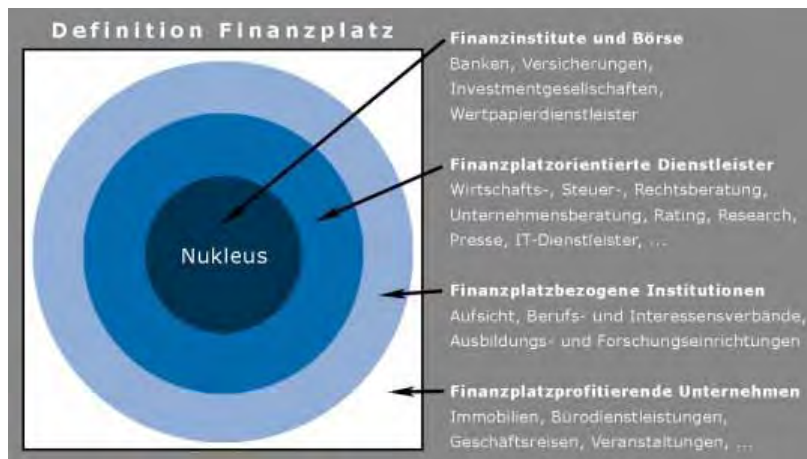 Definition Finanzplatz
Nukleus
Finanzinstitute und Börse
Banken, Versicherungen,
Investmentgesellschaften,
Wertpapierdienstleister
Finanzplatzorientierte Dienstleister
Wirtschafts-, Steuer-, Rechtsberatung,
Unternehmensberatung, Rating, Research,
Presse, IT-Dienstleister, ...
Finanzplatzbezogene Institutionen
Aufsicht, Berufs- und Interessensverbände,
Ausbildungs- und Forschungseinrichtungen
Finanzplatzprofitierende Unternehmen
Immobilien, Bürodienstleistungen,
Geschäftsreisen, Veranstaltungen, ...